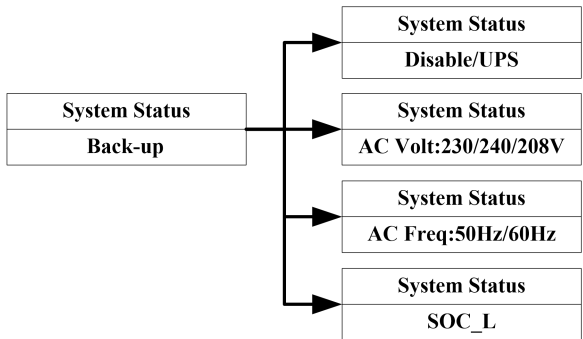 System Status
Back-up
System Status
Disable/UPS
System Status
AC Volt:230/240/208V
System Status
AC Freq:50Hz/60Hz
System Status
SOC_L